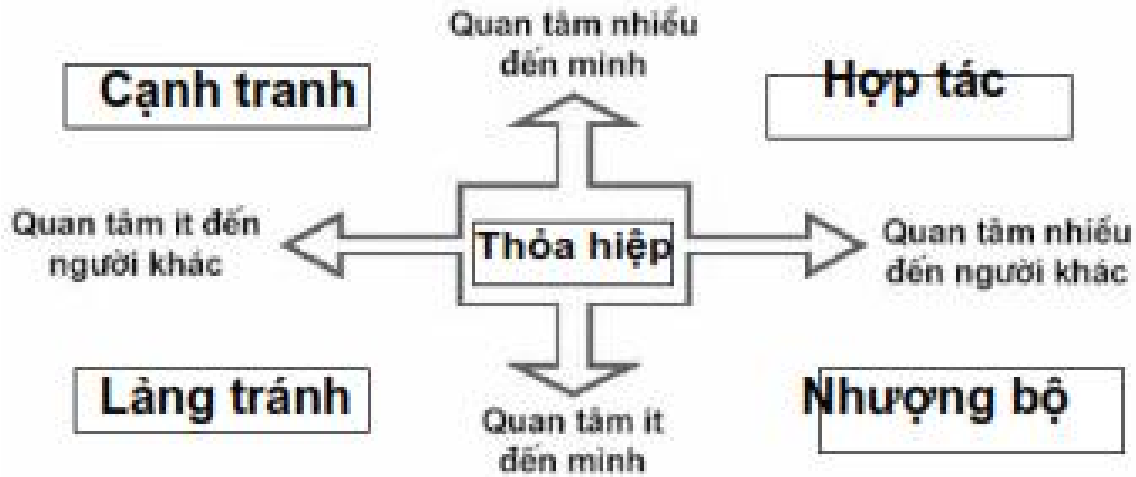 Quan tâm nhiều
đến mình
Cạnh tranh
Hợp tác
Quan tâm ít đến
người khác
Thỏa hiệp
Quan tâm nhiều
đến người khác
Lảng tránh
Nhượng bộ
Quan tâm ít
đến mình